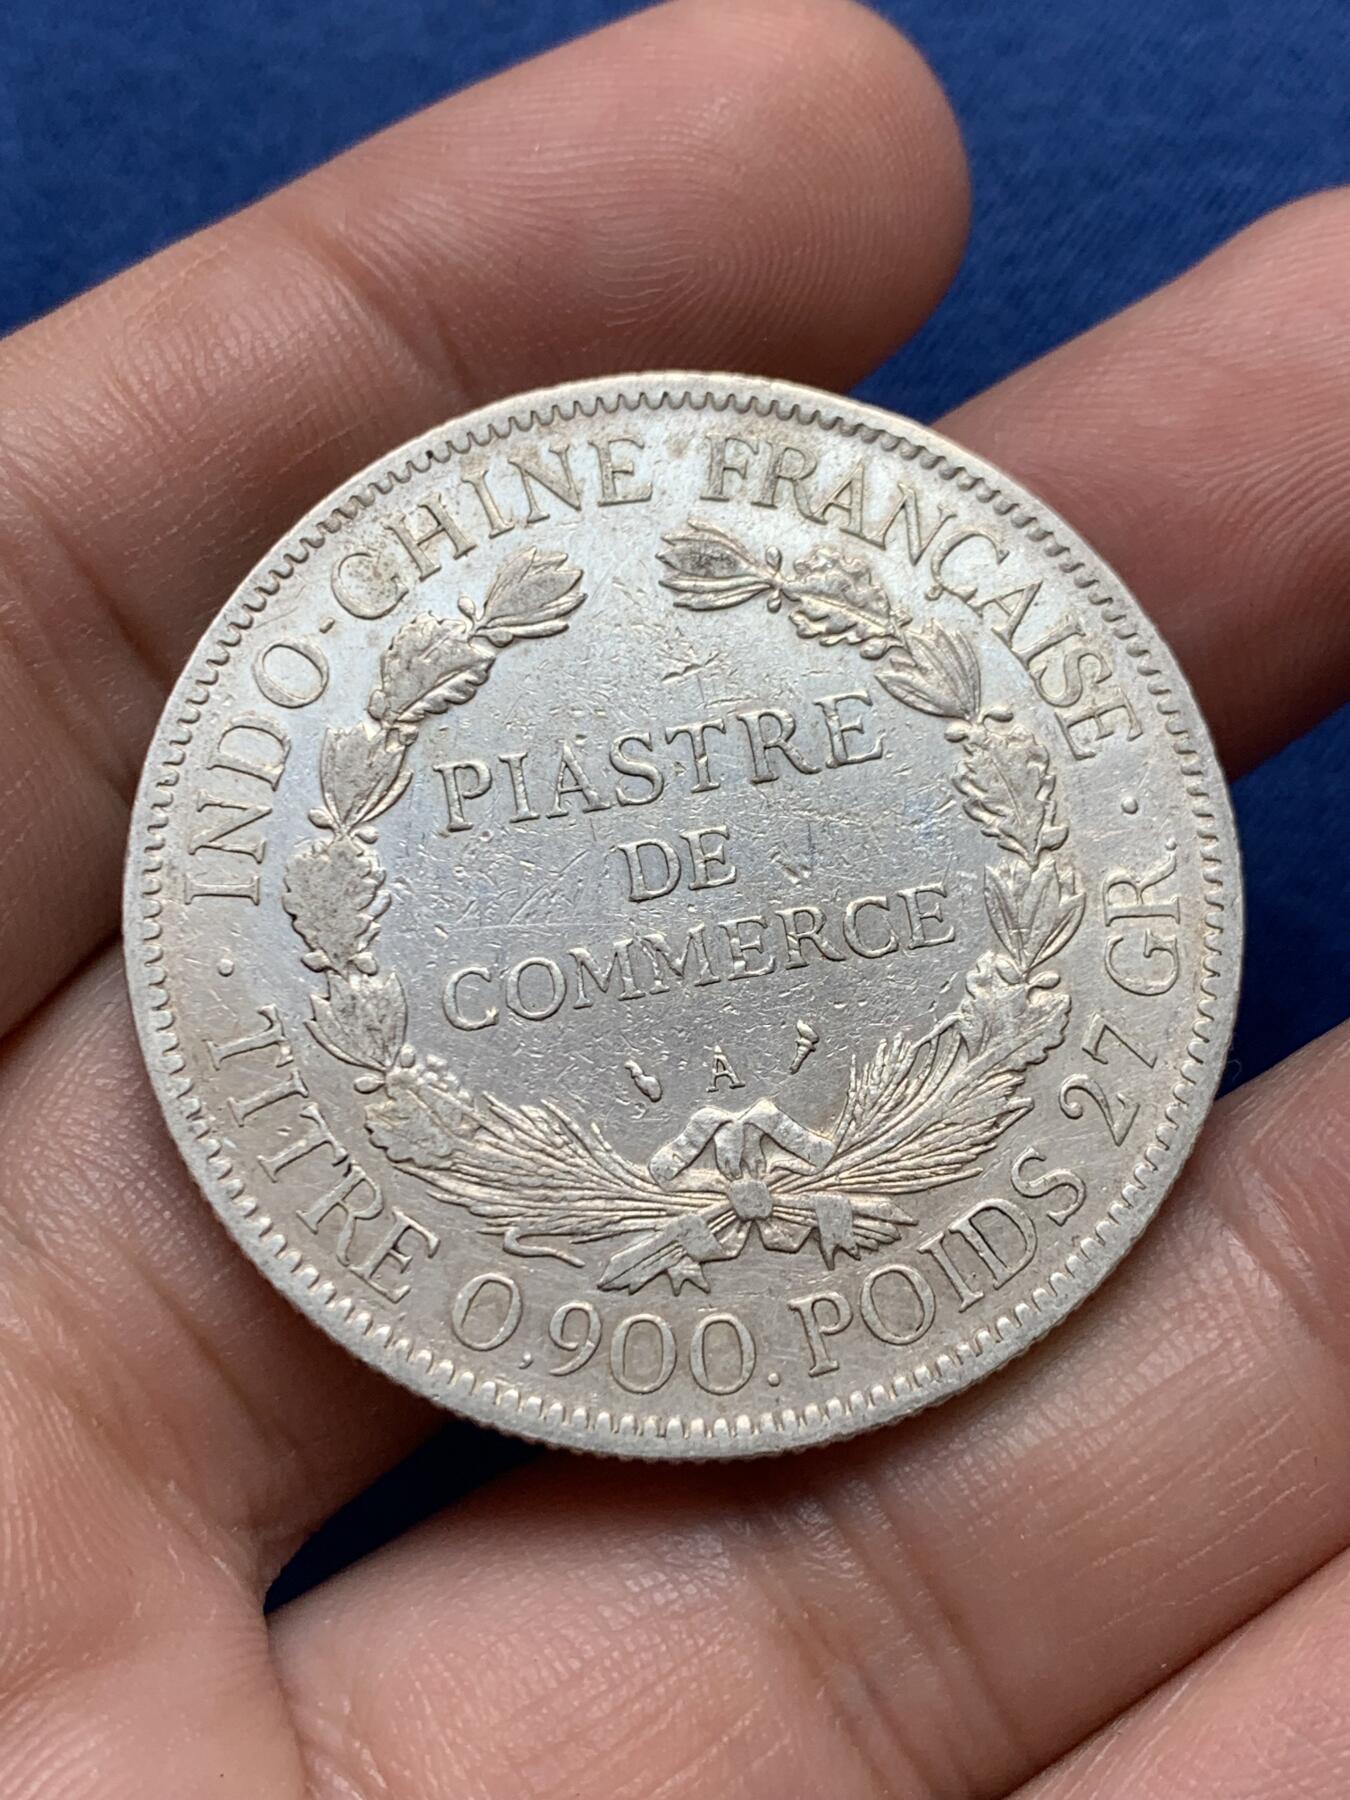 INDO-CHINE FRANÇAISE
PIASTRE
DE
COMMERCE
A
TITRE 0,900. POIDS 27 GR.